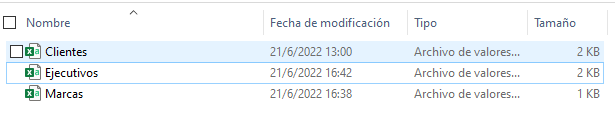 Nombre Fecha de modificación Tipo Tamaño
Clientes 21/6/2022 13:00 Archivo de valores... 2 KB
Ejecutivos 21/6/2022 16:42 Archivo de valores... 2 KB
Marcas 21/6/2022 16:38 Archivo de valores... 1 KB